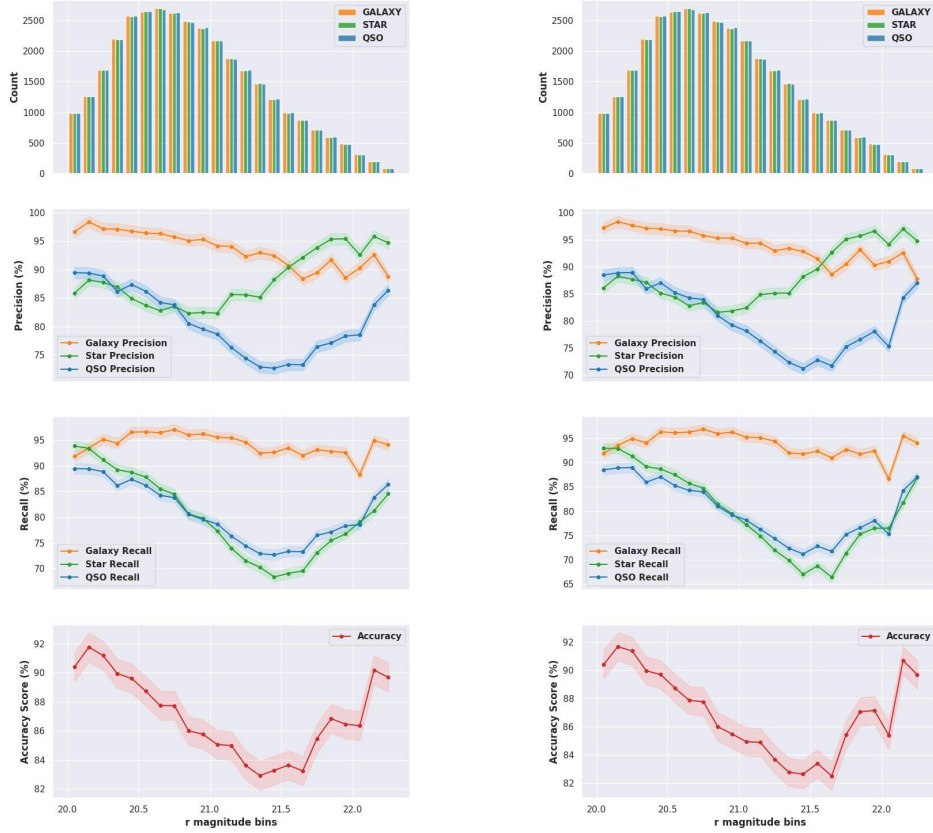 2500
2000
1500
1000
500
0
Count
GALAXY
STAR
QSO
2500
2000
1500
1000
500
0
Count
GALAXY
STAR
QSO
100
95
90
85
80
75
Precision (%)
Galaxy Precision
Star Precision
QSO Precision
100
95
90
85
80
75
70
Precision (%)
Galaxy Precision
Star Precision
QSO Precision
95
90
85
80
75
70
Recall (%)
Galaxy Recall
Star Recall
QSO Recall
95
90
85
80
75
70
65
Recall (%)
Galaxy Recall
Star Recall
QSO Recall
92
90
88
86
84
82
Accuracy Score (%)
Accuracy
20.0 20.5 21.0 21.5 22.0
r magnitude bins
92
90
88
86
84
82
Accuracy Score (%)
Accuracy
20.0 20.5 21.0 21.5 22.0
r magnitude bins